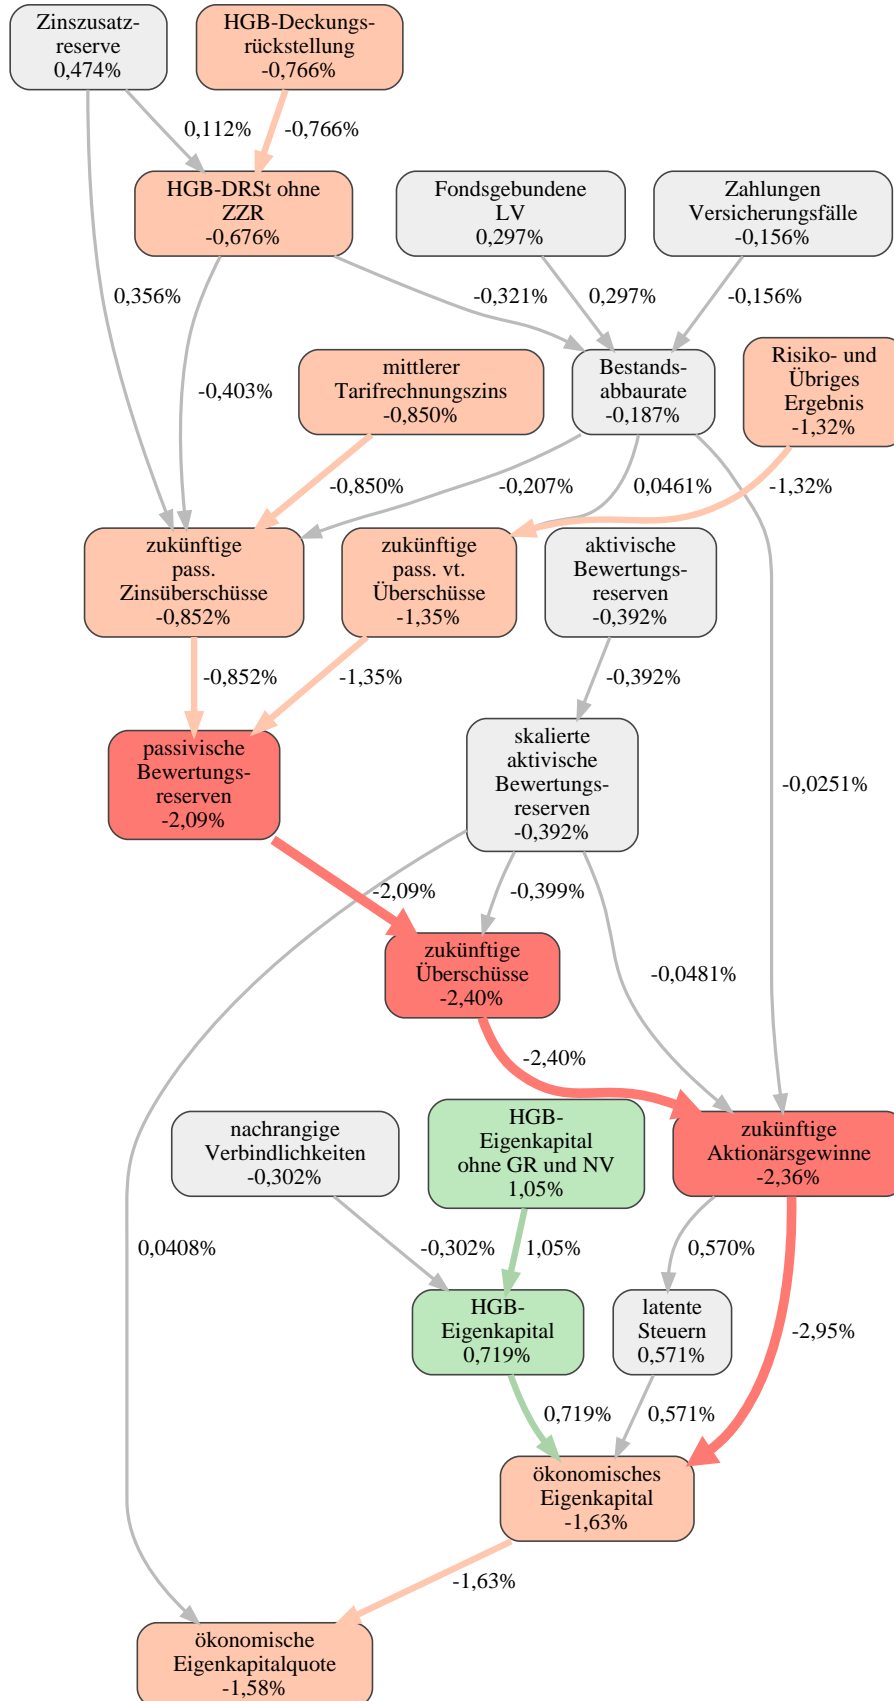 Zinszusatz-
reserve
0,474%
HGB-Deckungs-
rückstellung
-0,766%
0,112%
-0,766%
HGB-DRSt ohne
ZZR
-0,676%
Fondsgebundene
LV
0,297%
Zahlungen
Versicherungsfälle
-0,156%
0,356%
-0,321%
0,297%
-0,156%
-0,403%
mittlerer
Tarifrechnungszins
-0,850%
Bestands-
abbaurate
-0,187%
Risiko- und
Übriges
Ergebnis
-1,32%
-0,850%
-0,207%
0,0461%
-1,32%
zukünftige
pass.
Zinsüberschüsse
-0,852%
zukünftige
pass. vt.
Überschüsse
-1,35%
aktivische
Bewertungs-
reserven
-0,392%
-0,852%
-1,35%
-0,392%
passivische
Bewertungs-
reserven
-2,09%
skalierte
aktivische
Bewertungs-
reserven
-0,392%
-0,0251%
-2,09%
-0,399%
zukünftige
Überschüsse
-2,40%
-0,0481%
-2,40%
nachrangige
Verbindlichkeiten
-0,302%
HGB-
Eigenkapital
ohne GR und NV
1,05%
zukünftige
Aktionärsgewinne
-2,36%
0,0408%
-0,302%
1,05%
0,570%
HGB-
Eigenkapital
0,719%
latente
Steuern
0,571%
-2,95%
0,719%
0,571%
ökonomisches
Eigenkapital
-1,63%
-1,63%
ökonomische
Eigenkapitalquote
-1,58%